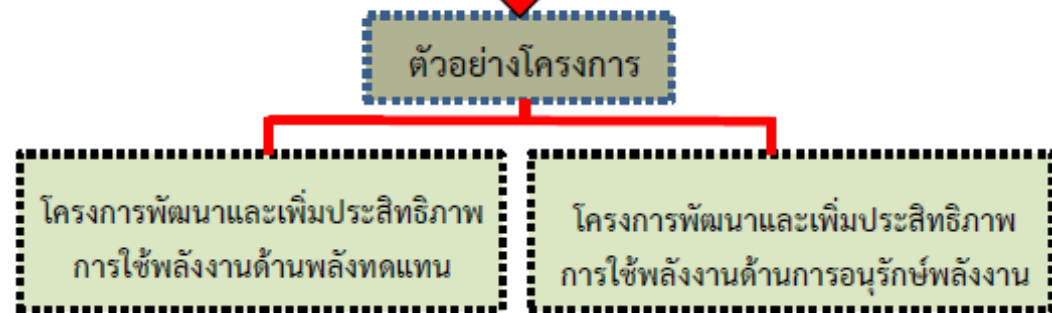 ตัวอย่างโครงการ
โครงการพัฒนาและเพิ่มประสิทธิภาพ
การใช้พลังงานด้านพลังทดแทน
โครงการพัฒนาและเพิ่มประสิทธิภาพ
การใช้พลังงานด้านการอนุรักษ์พลังงาน